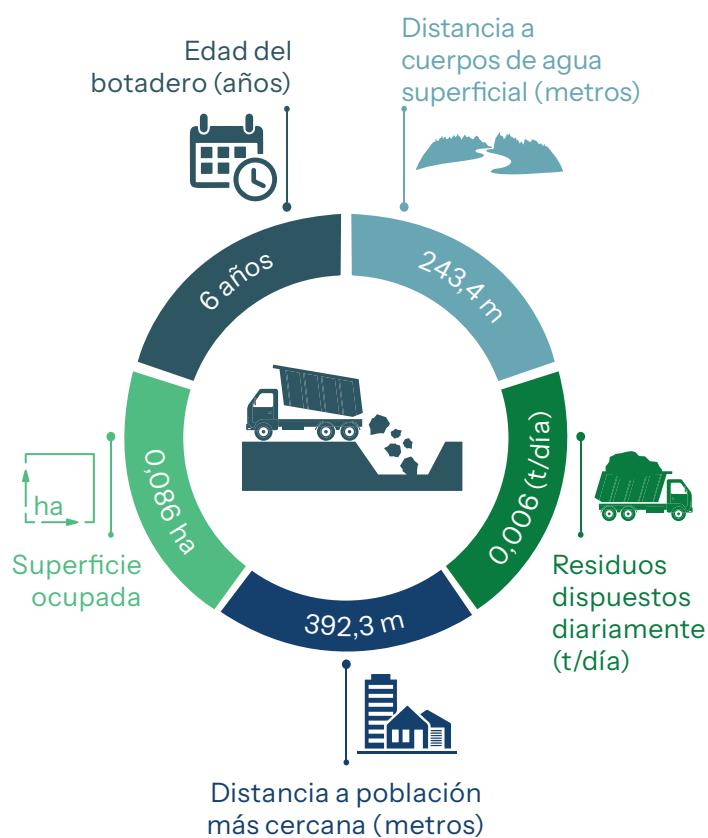 Edad del
botadero (años)
Distancia a
cuerpos de agua
superficial (metros)
6 años
243,4 m
0,086 ha
0,006 (t/día)
392,3 m
ha
Superficie
ocupada
Residuos
dispuestos
diariamente
(t/día)
Distancia a población
más cercana (metros)